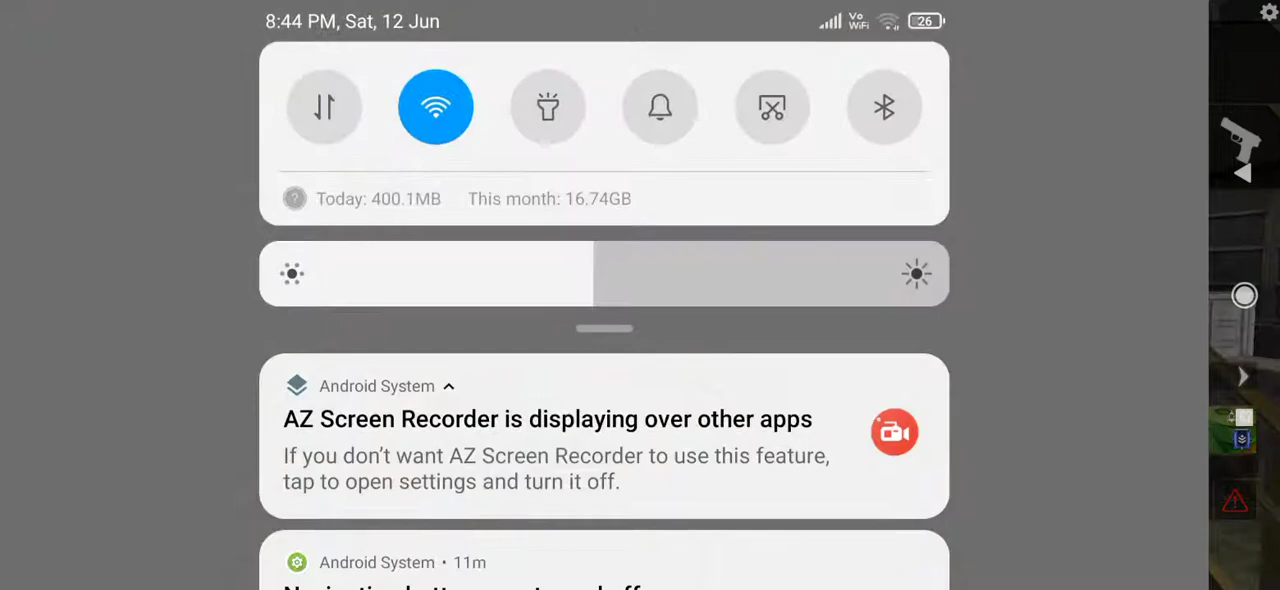 8:44 PM, Sat, 12 Jun
Vo
WiFi
26
Today: 400.1MB This month: 16.74GB
Android System
AZ Screen Recorder is displaying over other apps
If you don't want AZ Screen Recorder to use this feature,
tap to open settings and turn it off.
Android System • 11m